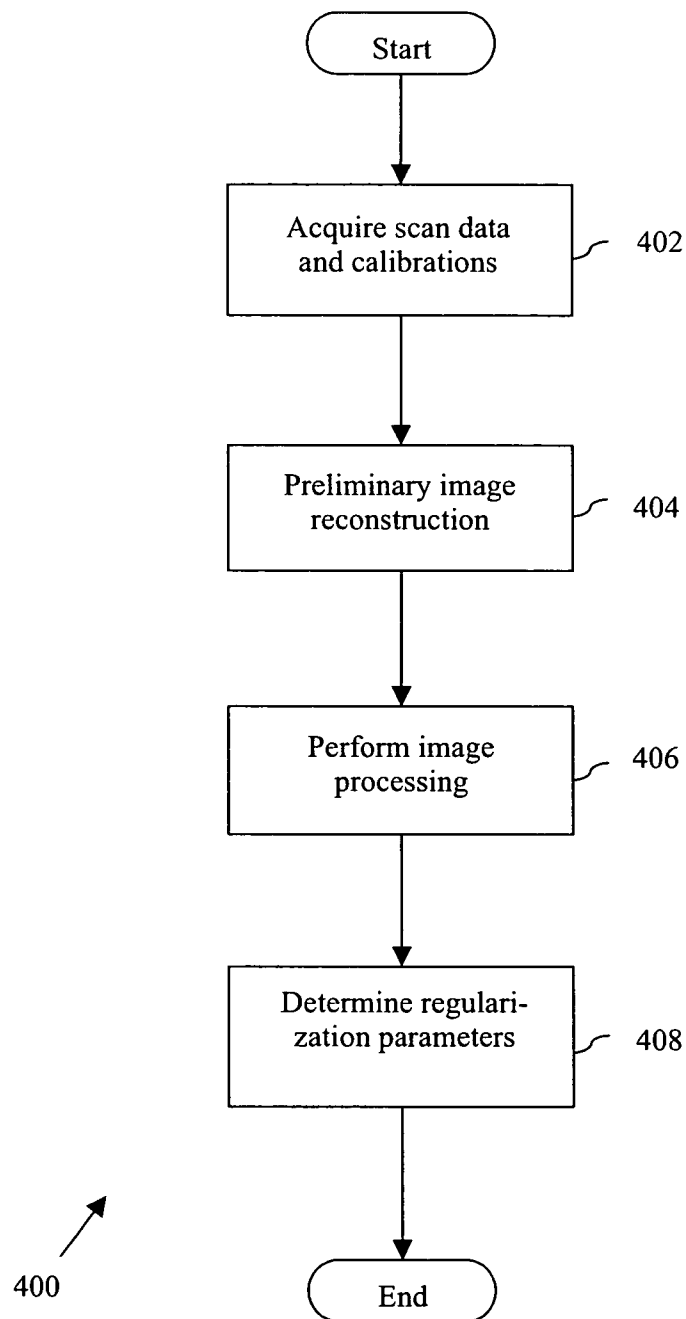 Start
Acquire scan data
and calibrations
402
Preliminary image
reconstruction
404
Perform image
processing
406
Determine regulari-
zation parameters
408
400
End